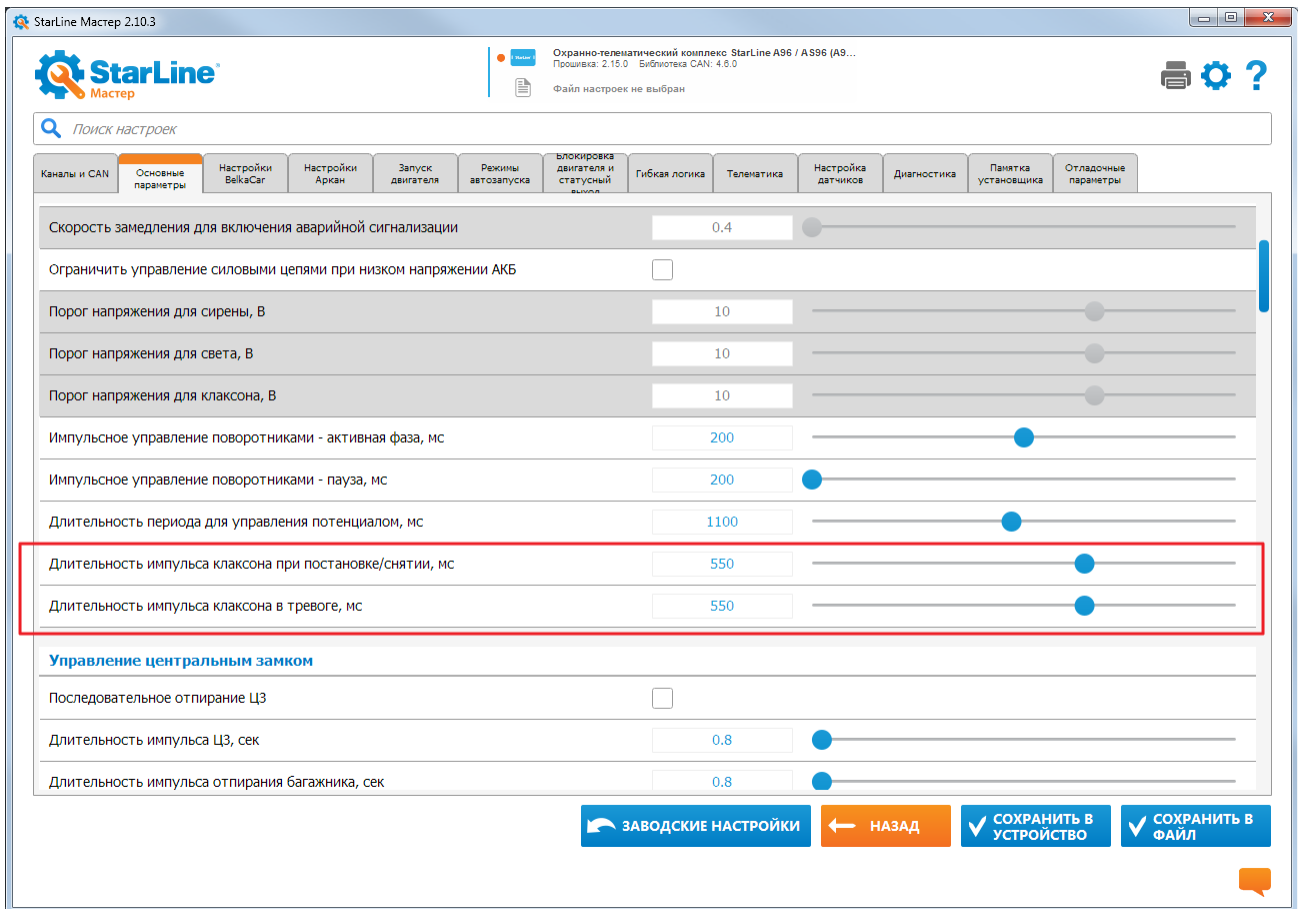 StarLine Мастер 2.10.3
StarLine
Мастер
Охранно-телематический комплекс StarLine A96 / AS96 (A9...
Прошивка: 2.15.0 Библиотека CAN: 4.6.0
Файл настроек не выбран
?
Поиск настроек
Каналы и CAN
Основные
параметры
Настройки
BelkaCar
Настройки
Аркан
Запуск
двигателя
Режимы
автозапуска
Блокировка
двигателя и
статусный
выход
Гибкая логика
Телематика
Настройка
датчиков
Диагностика
Памятка
установщика
Отладочные
параметры
Скорость замедления для включения аварийной сигнализации 0.4
Ограничить управление силовыми цепями при низком напряжении АКБ
Порог напряжения для сирены, В 10
Порог напряжения для света, В 10
Порог напряжения для клаксона, В 10
Импульсное управление поворотниками - активная фаза, мс 200
Импульсное управление поворотниками - пауза, мс 200
Длительность периода для управления потенциалом, мс 1100
Длительность импульса клаксона при постановке/снятии, мс 550
Длительность импульса клаксона в тревоге, мс 550
Управление центральным замком
Последовательное отпирание ЦЗ
Длительность импульса ЦЗ, сек 0.8
Длительность импульса отпирания багажника, сек 0.8
ЗАВОДСКИЕ НАСТРОЙКИ
НАЗАД
СОХРАНИТЬ В
УСТРОЙСТВО
СОХРАНИТЬ В
ФАЙЛ